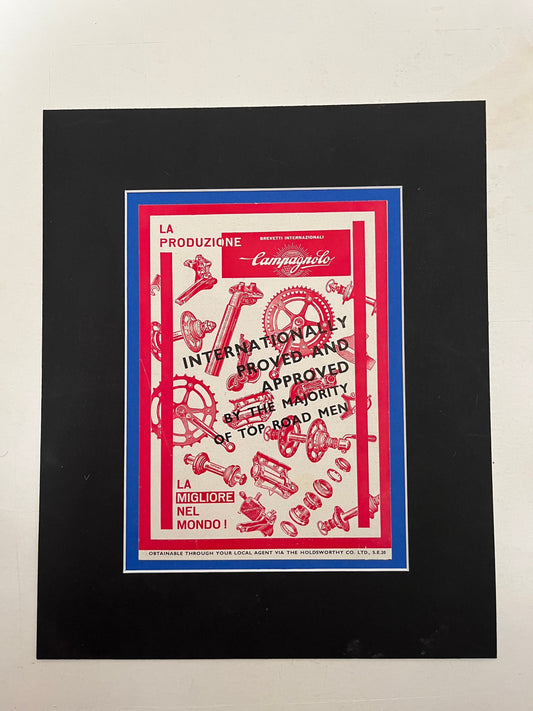 LA
PRODUZIONE
BREVETTI INTERNAZIONALI
Campagnolo
INTERNATIONALLY
PROVED AND
APPROVED
BY THE MAJORITY
OF TOP ROAD MEN
LA
MIGLIORE
NEL
MONDO!
OBTAINABLE THROUGH YOUR LOCAL AGENT VIA THE HOLDSWORTHY CO. LTD., S.E.20